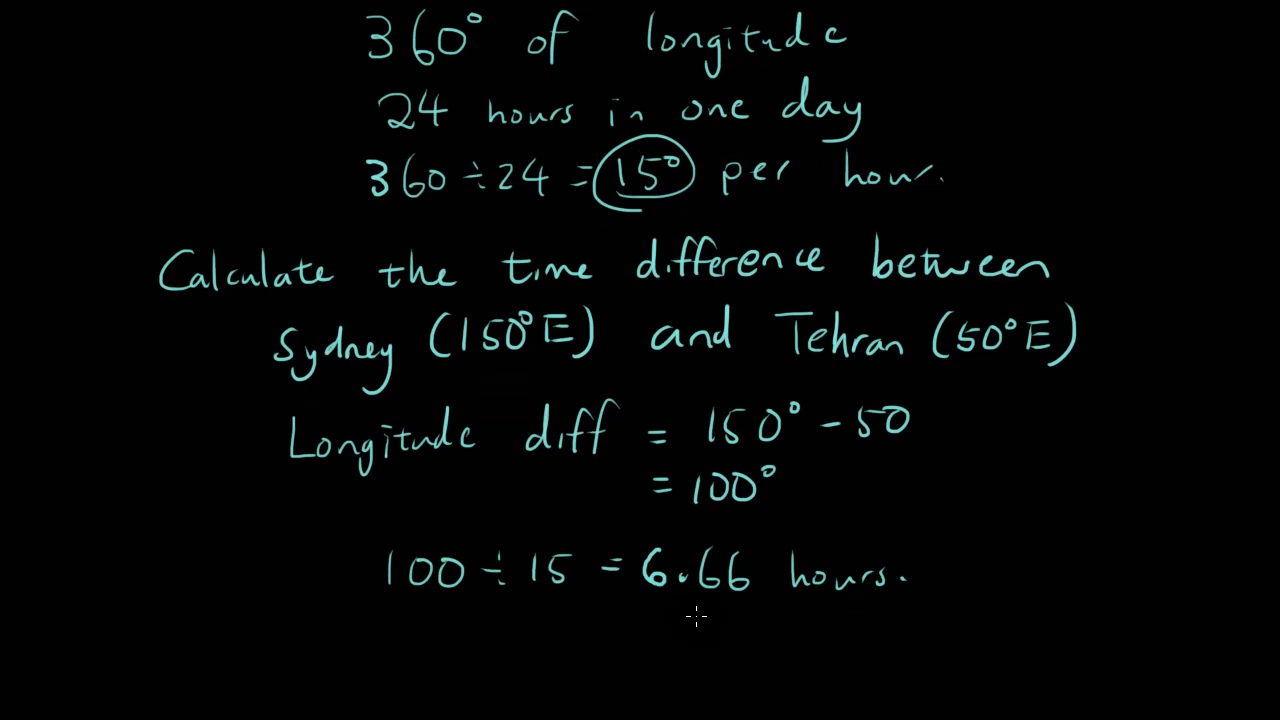 360° of longitude
24 hours in one day
360 ÷ 24 = 15° per hour.
Calculate the time difference between
Sydney (150°E) and Tehran (50°E)
Longitude diff = 150° - 50
= 100°
100 ÷ 15 = 6.66 hours.